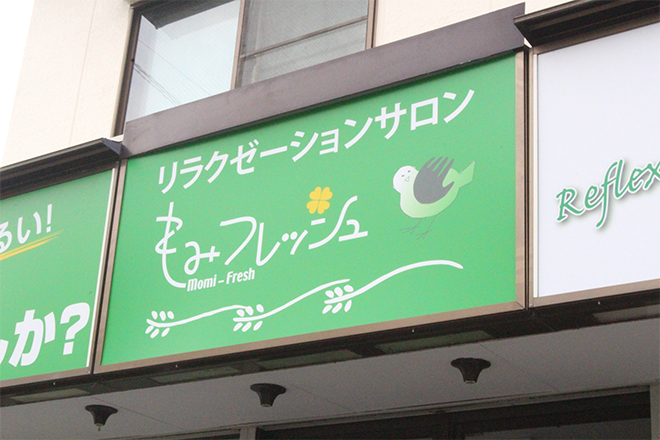 リラクゼーションサロン
もみフレッシュ
Momi-Fresh
るい!
か?
Reflex